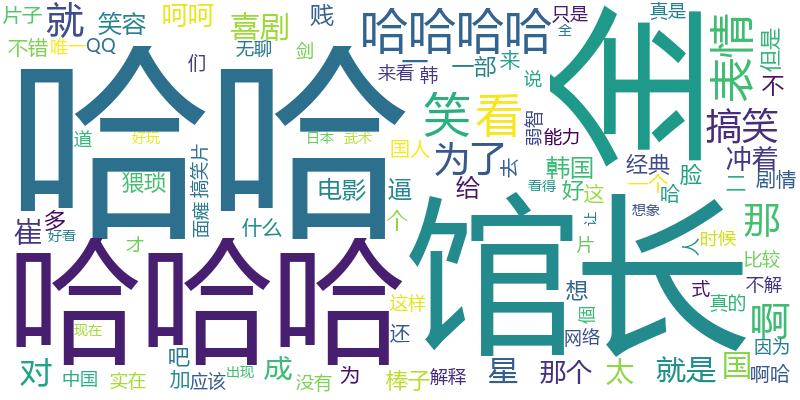 片子 就 笑容 呵呵 喜剧 贱 哈哈哈哈 只是 真是
不错 唯一 QQ 无聊 剑 全 表情 但是
们 来看 韩 一 一部 来 说 金 不
哈哈 笑 看 弱智 能力 搞笑
道 好玩 日本 武术 国人 为了 去 韩国 经典 冲着
猥琐 搞笑片 面瘫 电影 逼 给 看得 好 这 一个 脸 二 剧情
崔 多 好看 什么 个 馆长 让 想象 哈 那
哈哈哈 才 片 人 时候 比较
现在 这样 还 想 個 式 真的 不解 啊
对 吧 成 网络 因为
中国 实在 加 应该 出现 没有 为 棒子 解释 星 那个 太 就是 国 啊哈